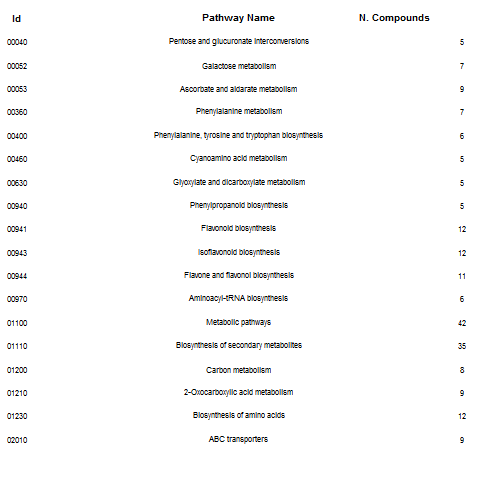 Id Pathway Name N. Compounds
00040 Pentose and glucuronate interconversions 5
00052 Galactose metabolism 7
00053 Ascorbate and aldarate metabolism 9
00360 Phenylalanine metabolism 7
00400 Phenylalanine, tyrosine and tryptophan biosynthesis 6
00460 Cyanoamino acid metabolism 5
00630 Glyoxylate and dicarboxylate metabolism 5
00940 Phenylpropanoid biosynthesis 5
00941 Flavonoid biosynthesis 12
00943 Isoflavonoid biosynthesis 12
00944 Flavone and flavonol biosynthesis 11
00970 Aminoacyl-tRNA biosynthesis 6
01100 Metabolic pathways 42
01110 Biosynthesis of secondary metabolites 35
01200 Carbon metabolism 8
01210 2-Oxocarboxylic acid metabolism 9
01230 Biosynthesis of amino acids 12
02010 ABC transporters 9